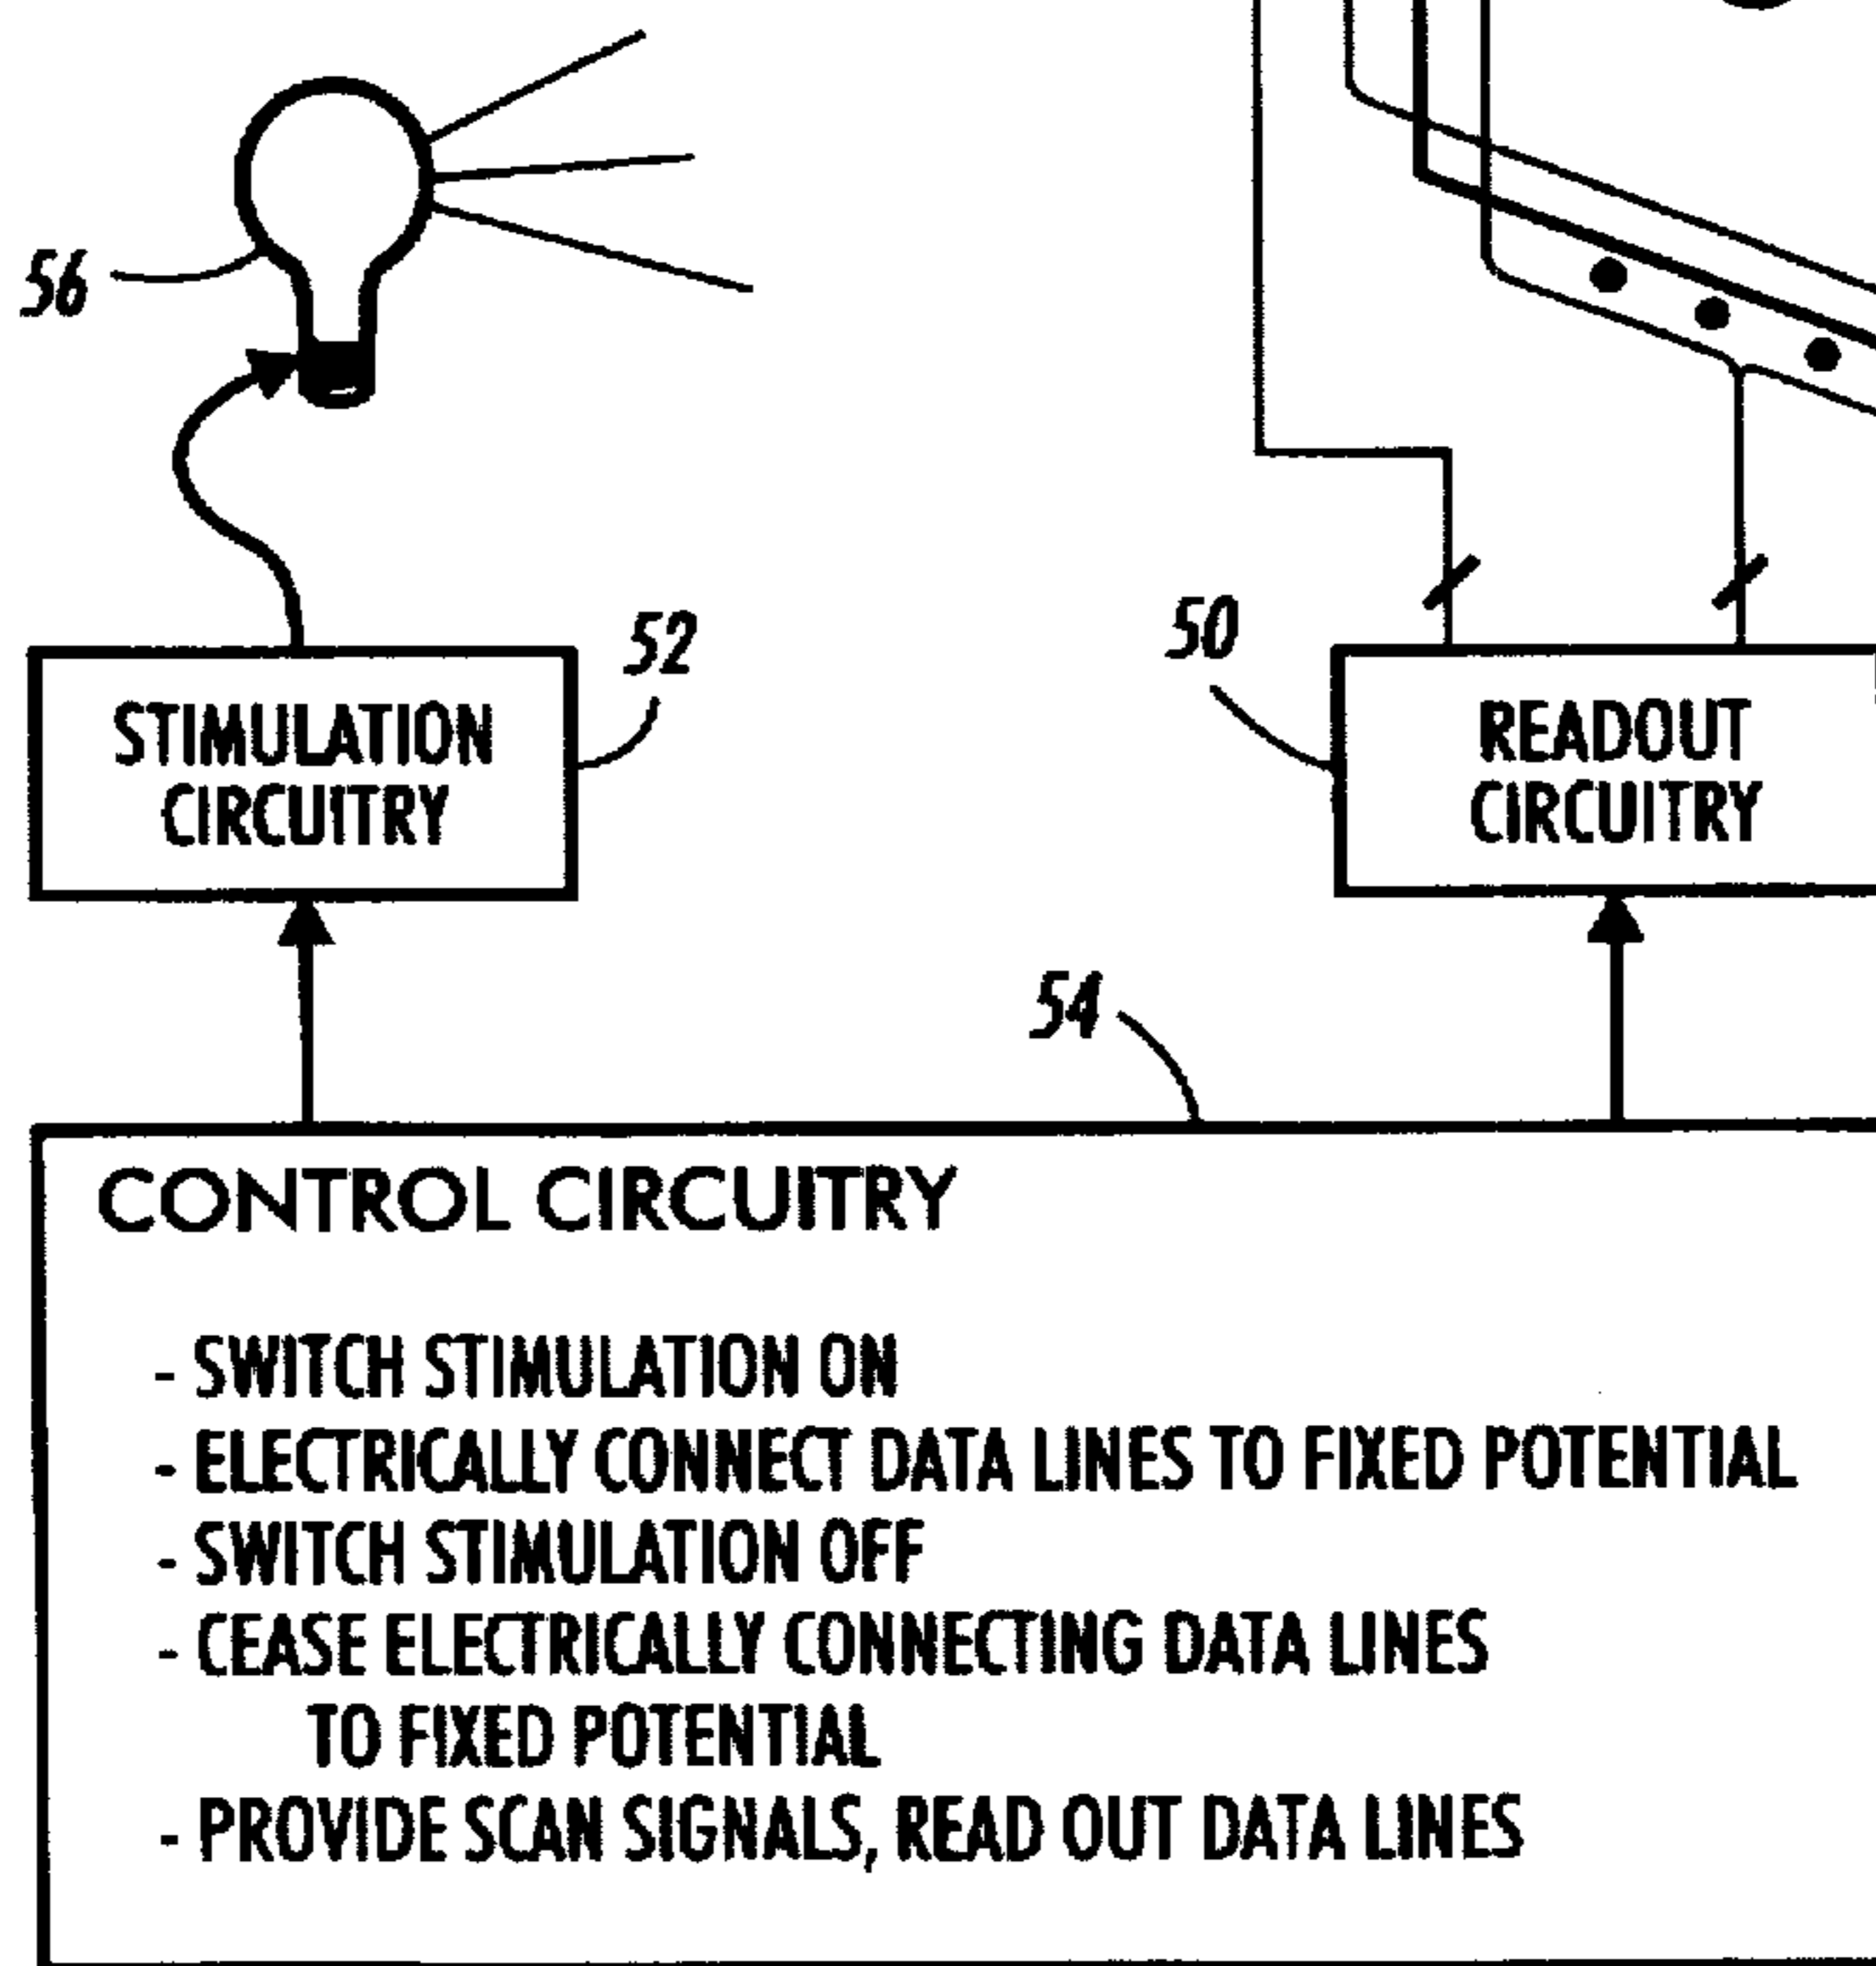 56
52
50
STIMULATION
CIRCUITRY
READOUT
CIRCUITRY
54
CONTROL CIRCUITRY
- SWITCH STIMULATION ON
- ELECTRICALLY CONNECT DATA LINES TO FIXED POTENTIAL
- SWITCH STIMULATION OFF
- CEASE ELECTRICALLY CONNECTING DATA LINES
TO FIXED POTENTIAL
- PROVIDE SCAN SIGNALS, READ OUT DATA LINES